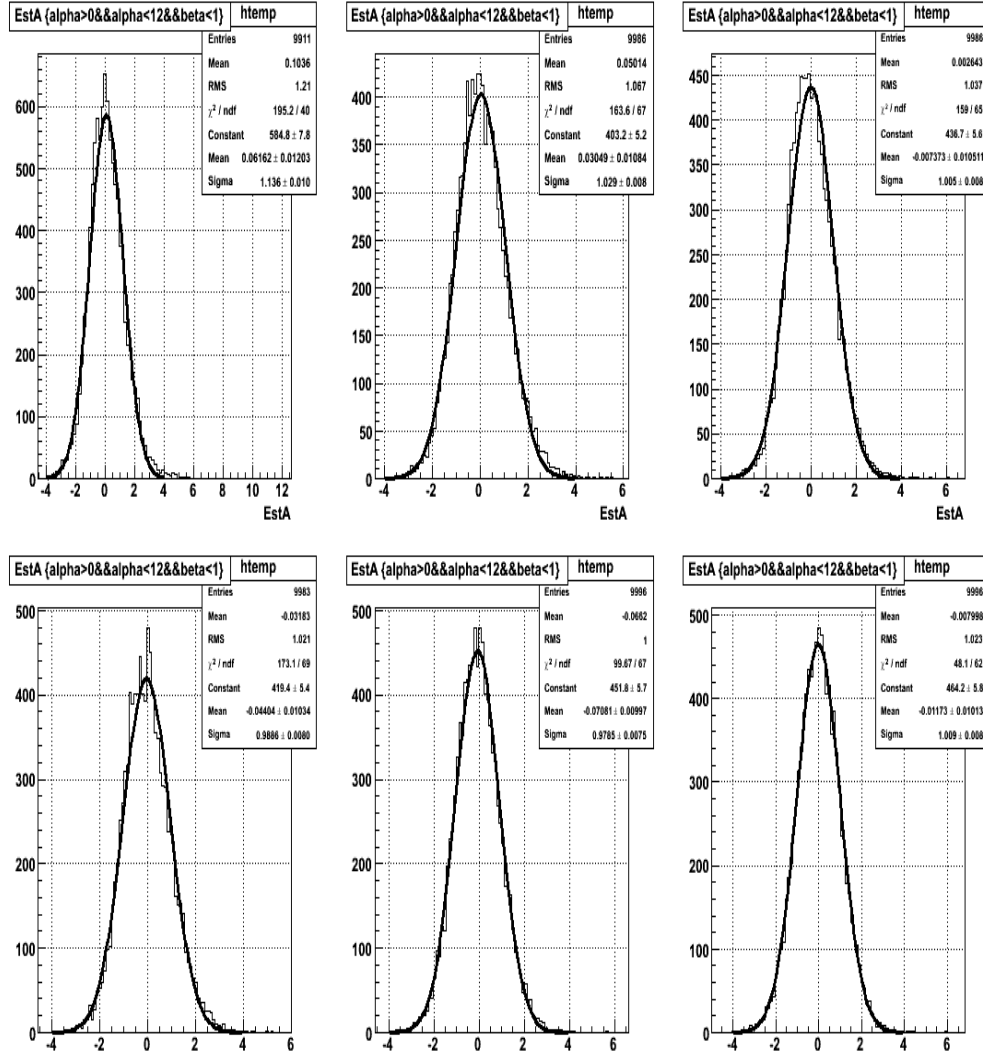 EstA {alpha>0&&alpha<12&&beta<1}
htemp
Entries 9911
Mean 0.1036
RMS 1.21
χ² / ndf 195.2 / 40
Constant 584.8 ± 7.8
Mean 0.06162 ± 0.01203
Sigma 1.136 ± 0.010
600
500
400
300
200
100
0
-4 -2 0 2 4 6 8 10 12
EstA
EstA {alpha>0&&alpha<12&&beta<1}
htemp
Entries 9986
Mean 0.05014
RMS 1.067
χ² / ndf 163.6 / 67
Constant 403.2 ± 5.2
Mean 0.03049 ± 0.01084
Sigma 1.029 ± 0.008
400
350
300
250
200
150
100
50
0
-4 -2 0 2 4 6
EstA
EstA {alpha>0&&alpha<12&&beta<1}
htemp
Entries 9986
Mean 0.002643
RMS 1.037
χ² / ndf 159 / 65
Constant 436.7 ± 5.6
Mean -0.007373 ± 0.010511
Sigma 1.005 ± 0.008
450
400
350
300
250
200
150
100
50
0
-4 -2 0 2 4 6
EstA
EstA {alpha>0&&alpha<12&&beta<1}
htemp
Entries 9983
Mean -0.03183
RMS 1.021
χ² / ndf 173.1 / 69
Constant 419.4 ± 5.4
Mean -0.04404 ± 0.01034
Sigma 0.9886 ± 0.0080
500
400
300
200
100
0
-4 -2 0 2 4 6
EstA {alpha>0&&alpha<12&&beta<1}
htemp
Entries 9996
Mean -0.0662
RMS 1
χ² / ndf 99.67 / 67
Constant 451.8 ± 5.7
Mean -0.07081 ± 0.00997
Sigma 0.9785 ± 0.0075
500
400
300
200
100
0
-4 -2 0 2 4 6
EstA {alpha>0&&alpha<12&&beta<1}
htemp
Entries 9996
Mean -0.007998
RMS 1.023
χ² / ndf 48.1 / 62
Constant 464.2 ± 5.8
Mean -0.01173 ± 0.01013
Sigma 1.009 ± 0.008
500
400
300
200
100
0
-4 -2 0 2 4 6